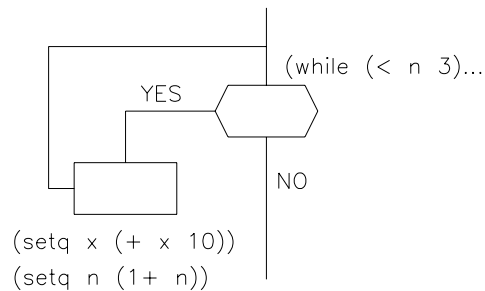 (while (< n 3)...
YES
NO
(setq x (+ x 10))
(setq n (1+ n))